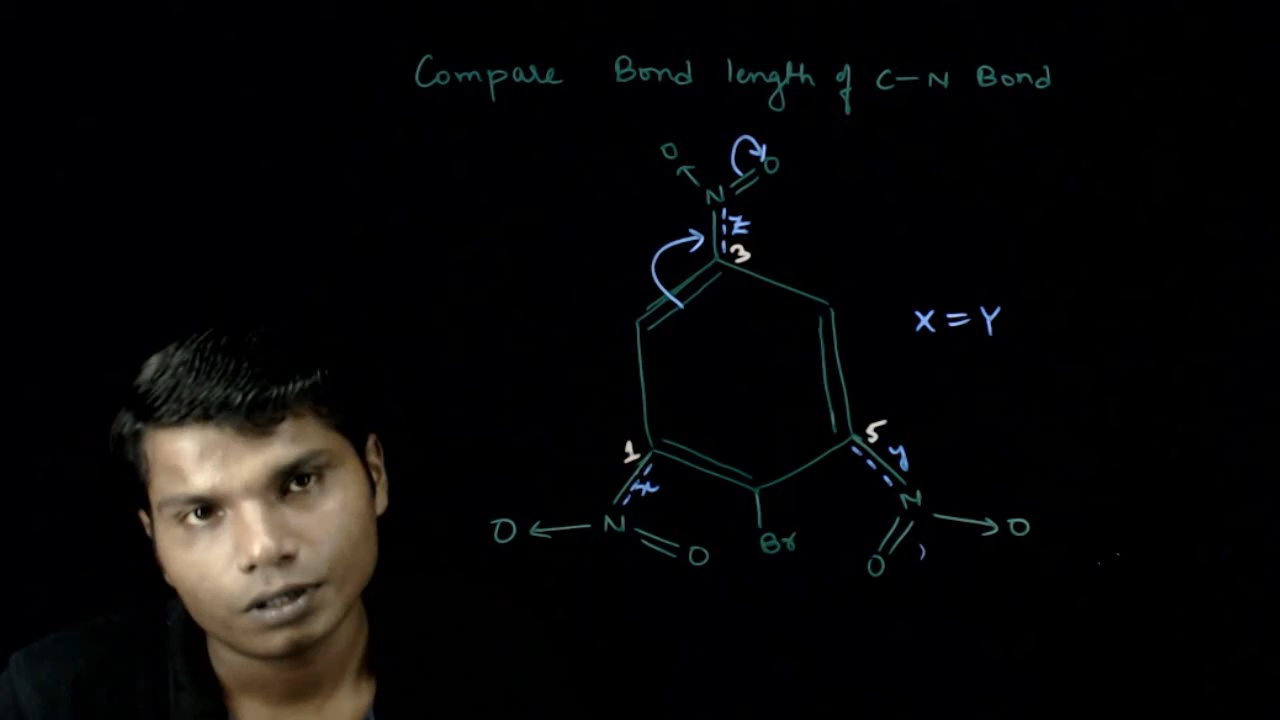 Compare Bond length of C–N Bond
O O
N
Z
3
X = Y
1 5
x y
N N
O O Br O O